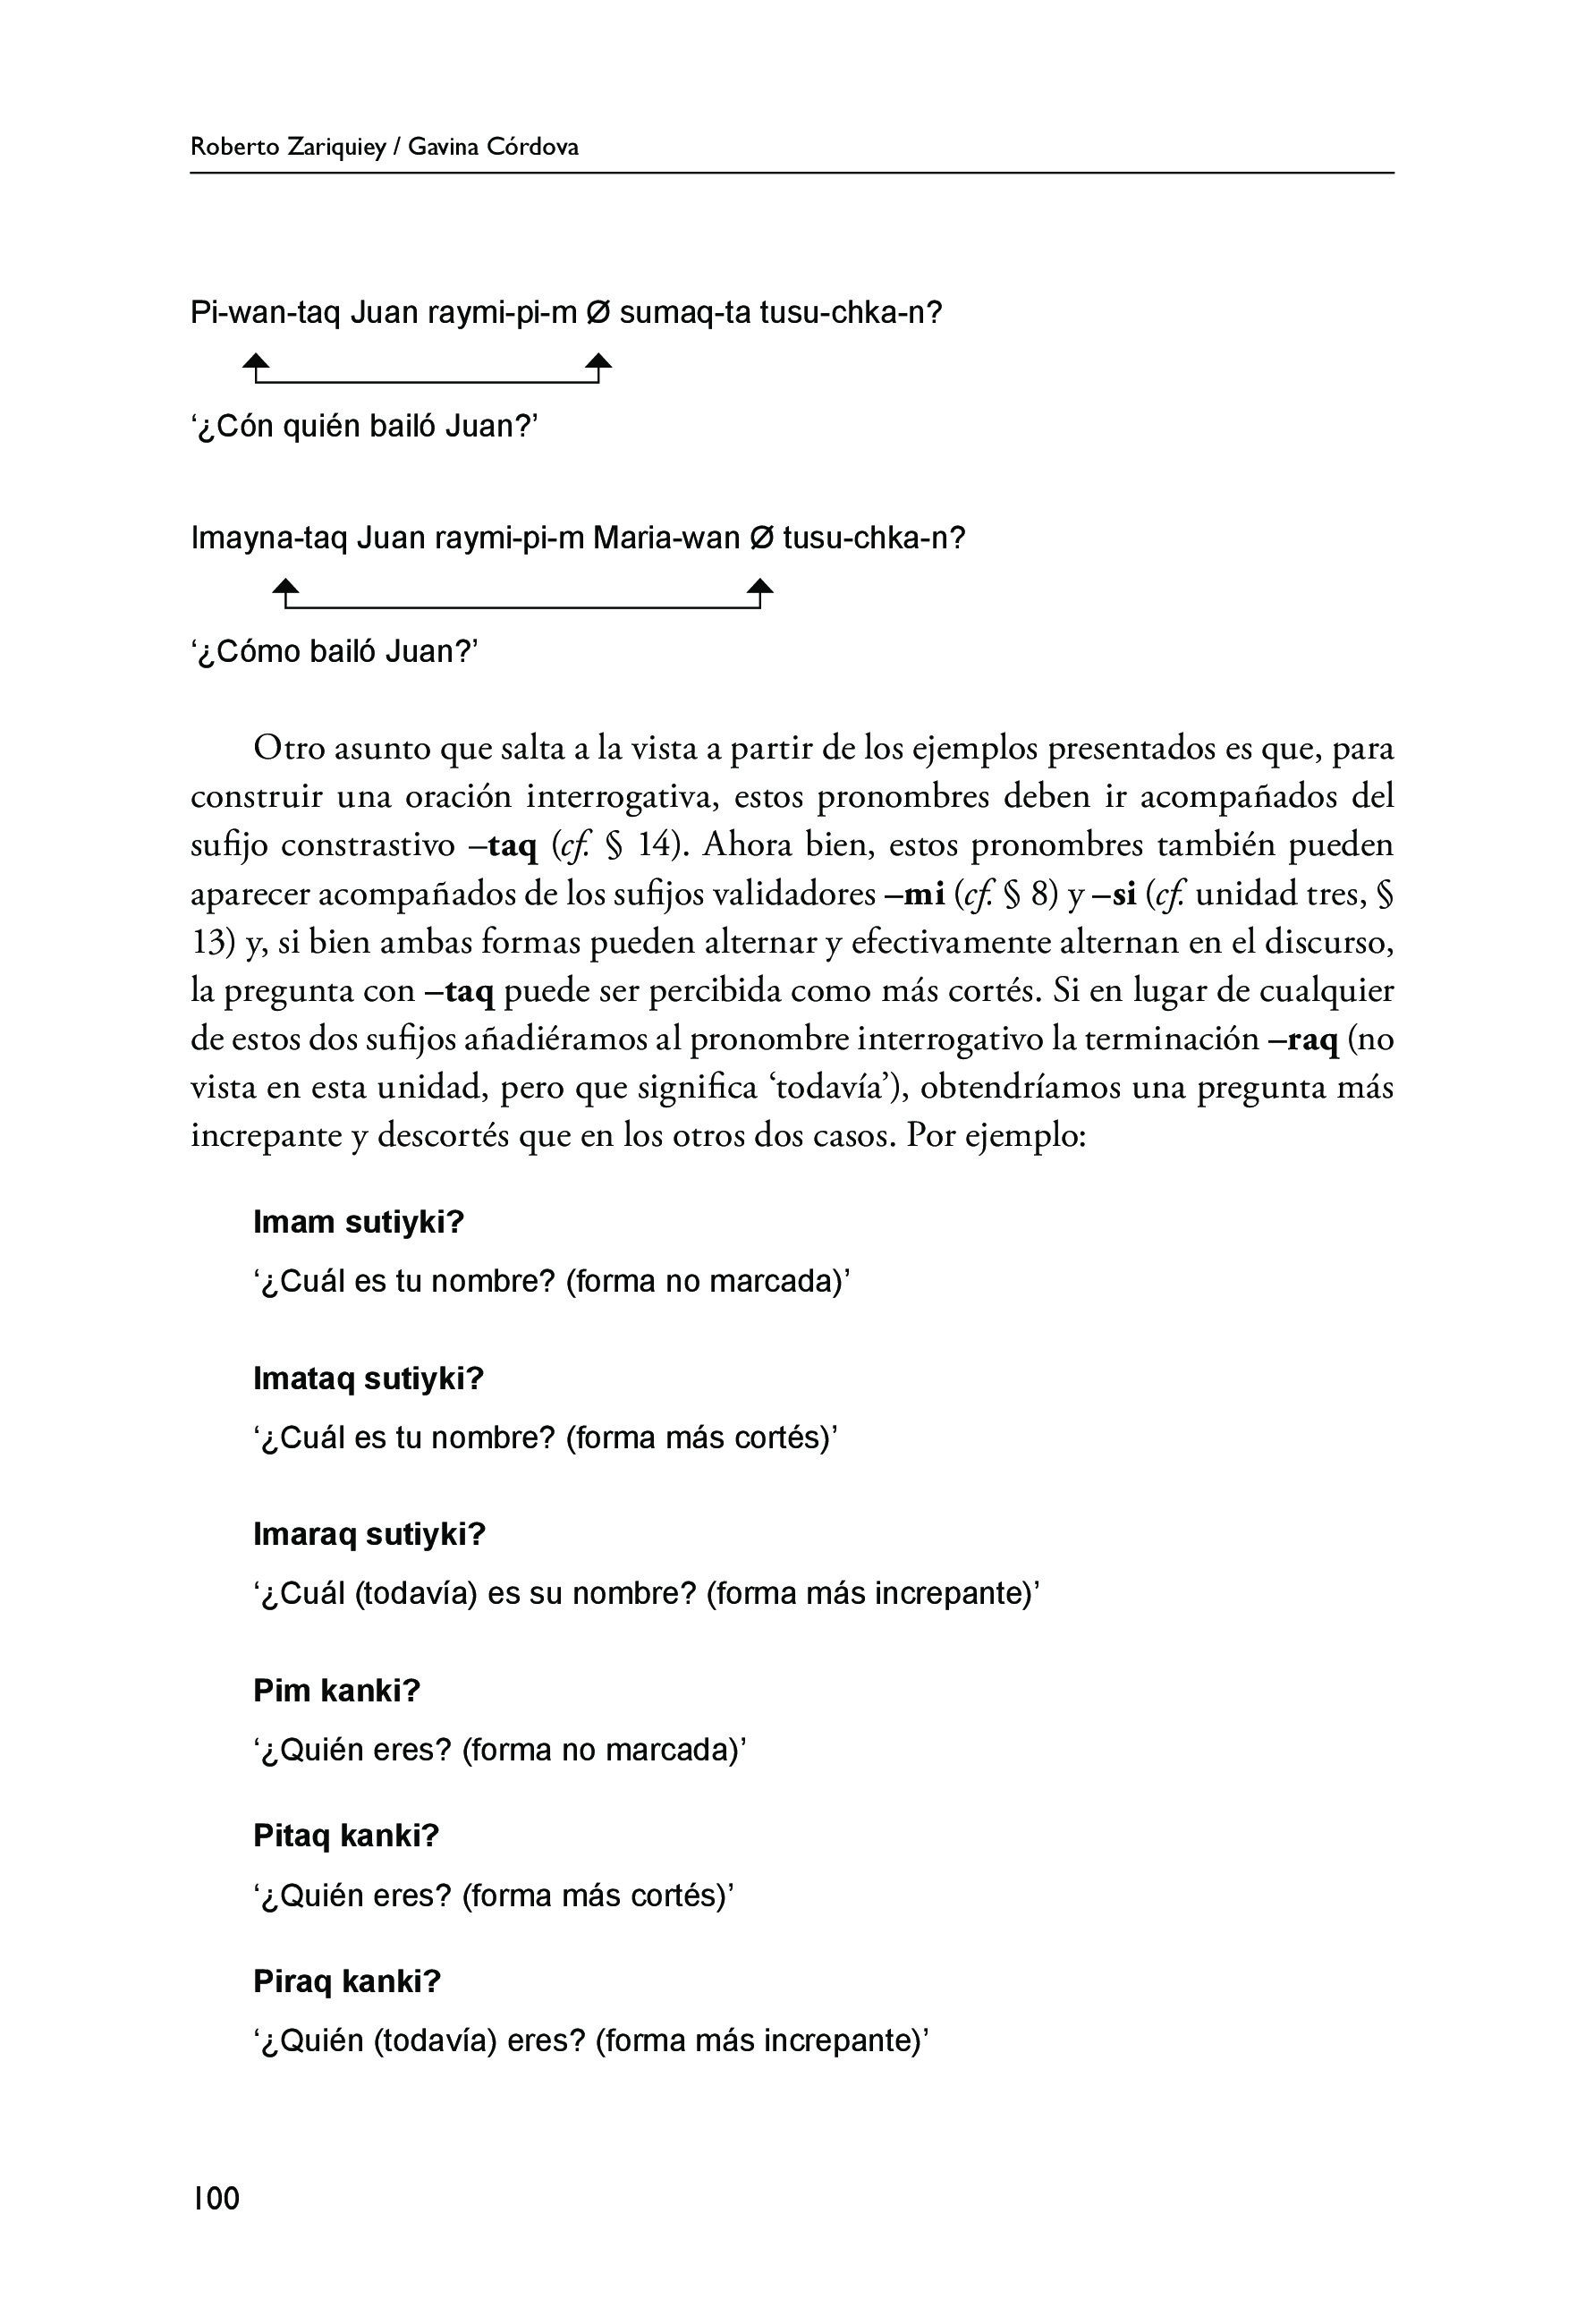 Roberto Zariquiey / Gavina Córdova
Pi-wan-taq Juan raymi-pi-m Ø sumaq-ta tusu-chka-n?
‘¿Cón quién bailó Juan?’
Imayna-taq Juan raymi-pi-m Maria-wan Ø tusu-chka-n?
‘¿Cómo bailó Juan?’
Otro asunto que salta a la vista a partir de los ejemplos presentados es que, para
construir una oración interrogativa, estos pronombres deben ir acompañados del
sufijo constrastivo –taq (cf. § 14). Ahora bien, estos pronombres también pueden
aparecer acompañados de los sufijos validadores –mi (cf. § 8) y –si (cf. unidad tres, §
13) y, si bien ambas formas pueden alternar y efectivamente alternan en el discurso,
la pregunta con –taq puede ser percibida como más cortés. Si en lugar de cualquier
de estos dos sufijos añadiéramos al pronombre interrogativo la terminación –raq (no
vista en esta unidad, pero que significa ‘todavía’), obtendríamos una pregunta más
increpante y descortés que en los otros dos casos. Por ejemplo:
Imam sutiyki?
‘¿Cuál es tu nombre? (forma no marcada)’
Imataq sutiyki?
‘¿Cuál es tu nombre? (forma más cortés)’
Imaraq sutiyki?
‘¿Cuál (todavía) es su nombre? (forma más increpante)’
Pim kanki?
‘¿Quién eres? (forma no marcada)’
Pitaq kanki?
‘¿Quién eres? (forma más cortés)’
Piraq kanki?
‘¿Quién (todavía) eres? (forma más increpante)’
100